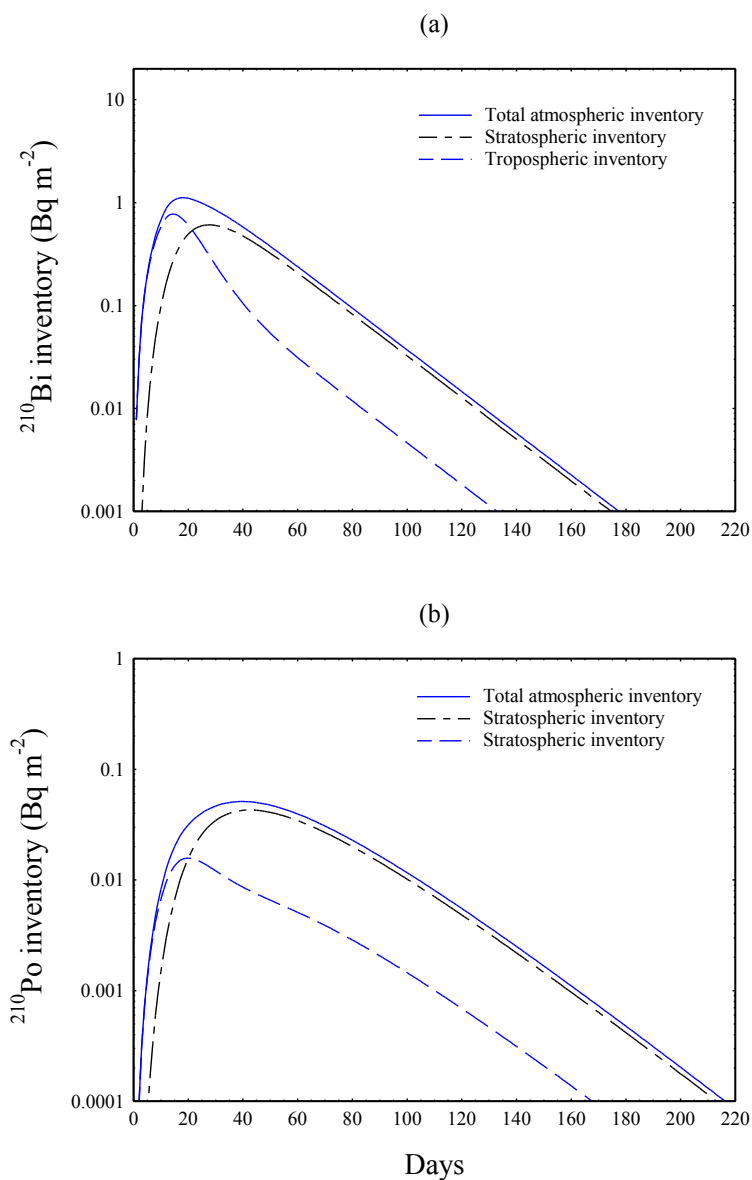 (a)
10
1
0.1
0.01
0.001
²¹⁰Bi inventory (Bq m⁻²)
Total atmospheric inventory
Stratospheric inventory
Tropospheric inventory
0 20 40 60 80 100 120 140 160 180 200 220
(b)
1
0.1
0.01
0.001
0.0001
²¹⁰Po inventory (Bq m⁻²)
Total atmospheric inventory
Stratospheric inventory
Stratospheric inventory
0 20 40 60 80 100 120 140 160 180 200 220
Days